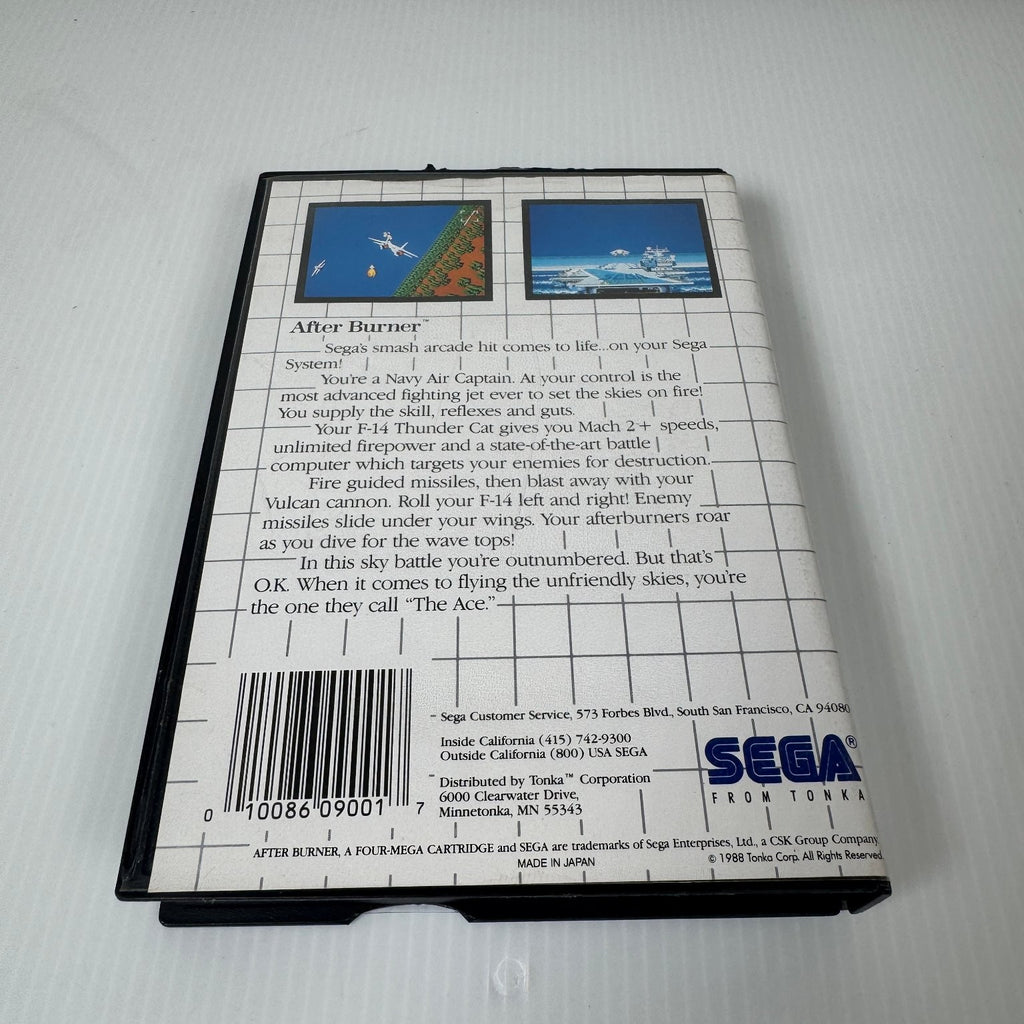 After Burner™
Sega's smash arcade hit comes to life...on your Sega
System!
You're a Navy Air Captain. At your control is the
most advanced fighting jet ever to set the skies on fire!
You supply the skill, reflexes and guts.
Your F-14 Thunder Cat gives you Mach 2+ speeds,
unlimited firepower and a state-of-the-art battle
computer which targets your enemies for destruction.
Fire guided missiles, then blast away with your
Vulcan cannon. Roll your F-14 left and right! Enemy
missiles slide under your wings. Your afterburners roar
as you dive for the wave tops!
In this sky battle you're outnumbered. But that's
O.K. When it comes to flying the unfriendly skies, you're
the one they call “The Ace.”
0 10086 09001 7
Sega Customer Service, 573 Forbes Blvd., South San Francisco, CA 94080
Inside California (415) 742-9300
Outside California (800) USA SEGA
Distributed by Tonka™ Corporation
6000 Clearwater Drive,
Minnetonka, MN 55343
SEGA®
FROM TONKA
AFTER BURNER, A FOUR-MEGA CARTRIDGE and SEGA are trademarks of Sega Enterprises, Ltd., a CSK Group Company
MADE IN JAPAN
© 1988 Tonka Corp. All Rights Reserved.